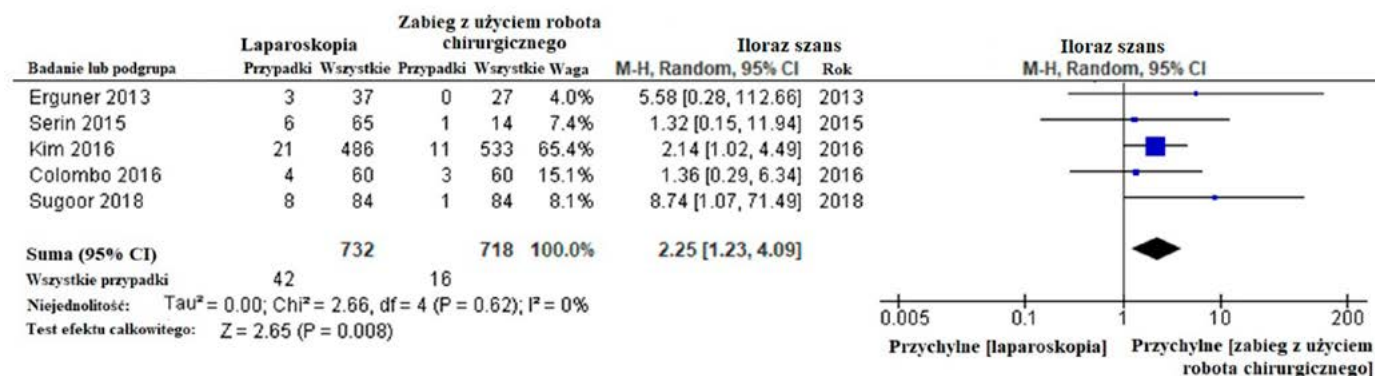 Laparoskopia Zabieg z użyciem robota chirurgicznego Iloraz szans Iloraz szans
Badanie lub podgrupa Przypadki Wszystkie Przypadki Wszystkie Waga M-H, Random, 95% CI Rok M-H, Random, 95% CI
Erguner 2013 3 37 0 27 4.0% 5.58 [0.28, 112.66] 2013
Serin 2015 6 65 1 14 7.4% 1.32 [0.15, 11.94] 2015
Kim 2016 21 486 11 533 65.4% 2.14 [1.02, 4.49] 2016
Colombo 2016 4 60 3 60 15.1% 1.36 [0.29, 6.34] 2016
Sugoor 2018 8 84 1 84 8.1% 8.74 [1.07, 71.49] 2018
Suma (95% CI) 732 718 100.0% 2.25 [1.23, 4.09]
Wszystkie przypadki 42 16
Niejednolitość: Tau² = 0.00; Chi² = 2.66, df = 4 (P = 0.62); I² = 0%
Test efektu całkowitego: Z = 2.65 (P = 0.008)
0.005 0.1 1 10 200
Przychylne [laparoskopia] Przychylne [zabieg z użyciem
robota chirurgicznego]